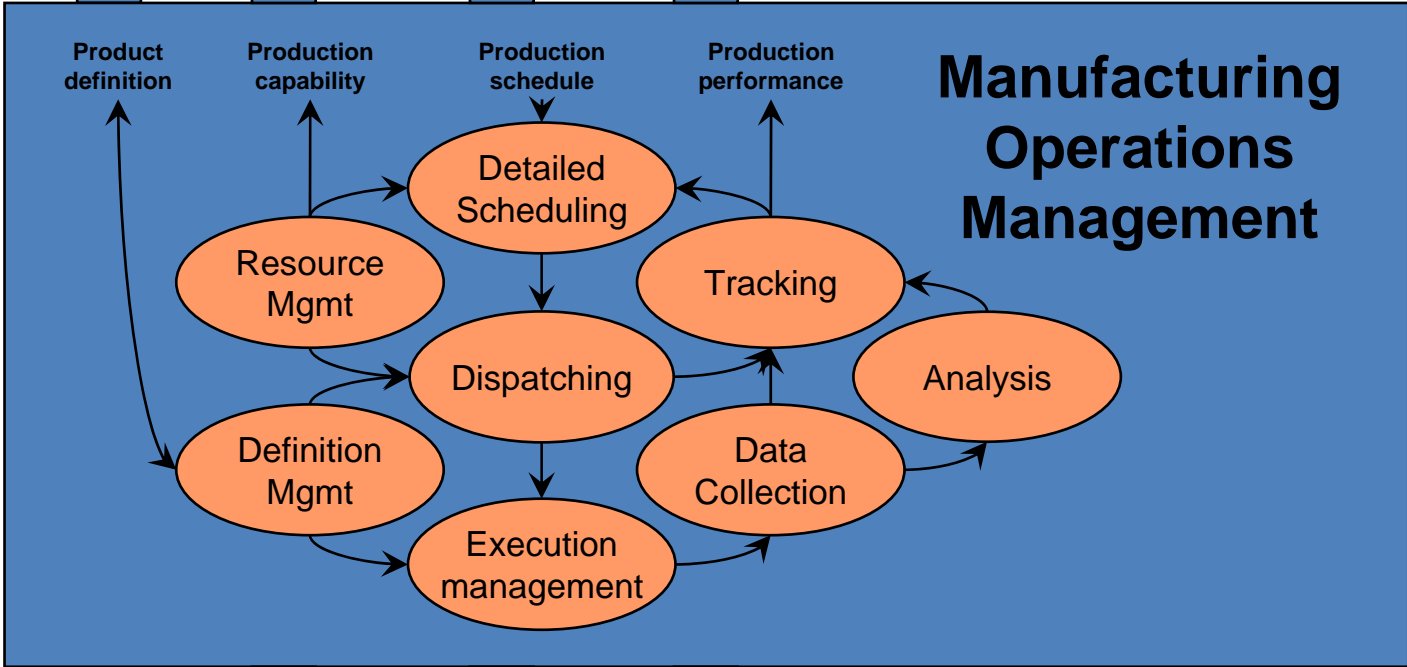 Product
definition
Production
capability
Production
schedule
Production
performance
Manufacturing
Operations
Management
Detailed
Scheduling
Resource
Mgmt
Tracking
Dispatching
Analysis
Definition
Mgmt
Data
Collection
Execution
management